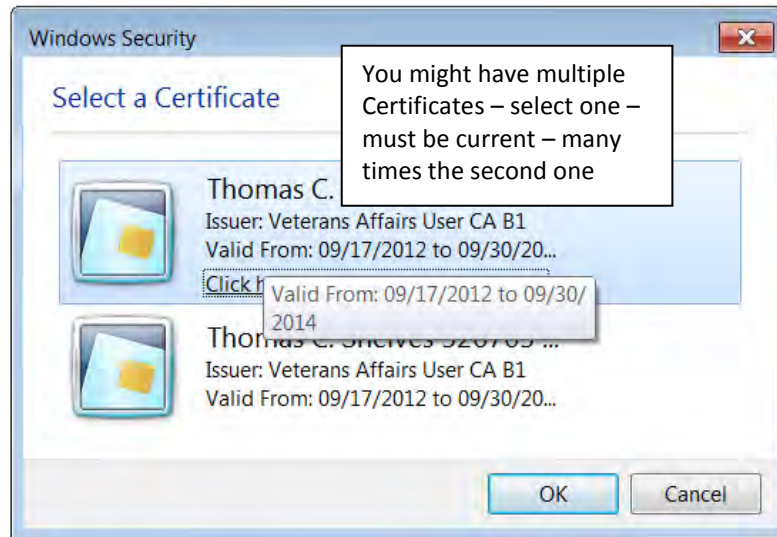 Windows Security
Select a Certificate
You might have multiple
Certificates – select one –
must be current – many
times the second one
Thomas C.
Issuer: Veterans Affairs User CA B1
Valid From: 09/17/2012 to 09/30/20...
Click
Valid From: 09/17/2012 to 09/30/
2014
Thomas C.
Issuer: Veterans Affairs User CA B1
Valid From: 09/17/2012 to 09/30/20...
OK
Cancel